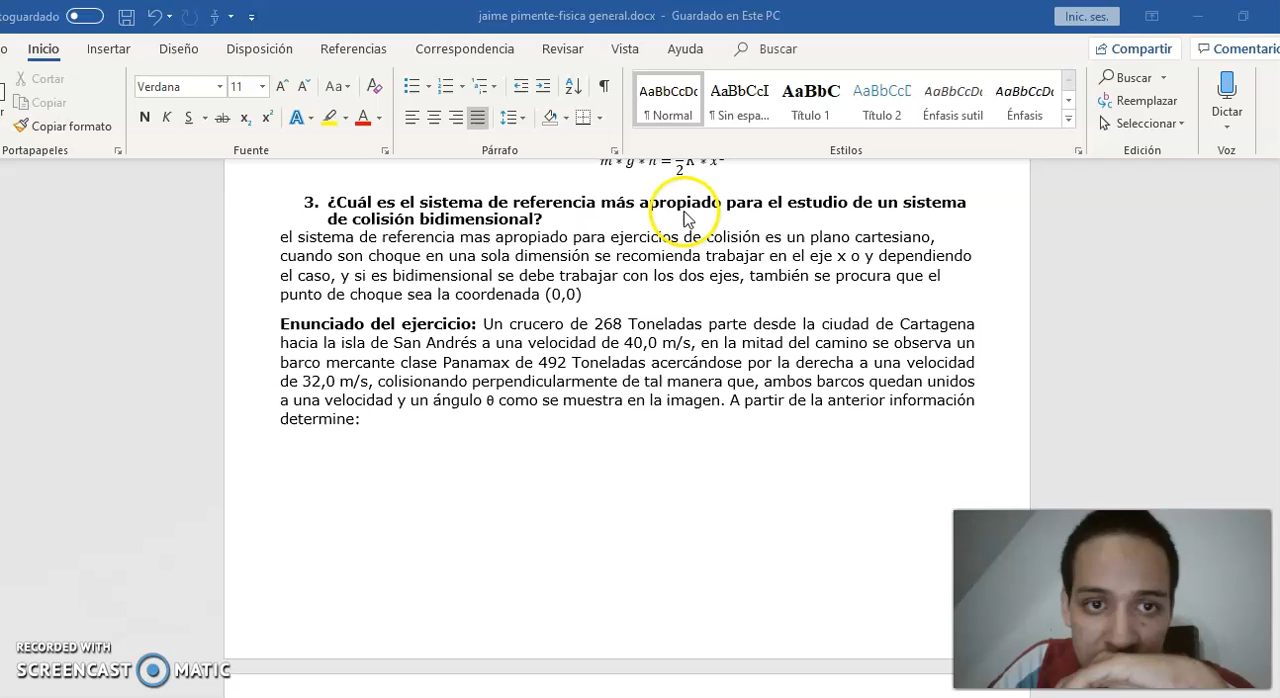 toguardado
jaime pimente-fisica general.docx - Guardado en Este PC
Inic. ses.
o Inicio Insertar Diseño Disposición Referencias Correspondencia Revisar Vista Ayuda Buscar
Compartir Comentario
Cortar
Copiar
Copiar formato
Portapapeles
Verdana 11 A A Aa A
N K S ab x₂ x² A A
Fuente
Párrafo
AaBbCcDc AaBbCcI AaBbC AaBbCcD AaBbCcDı AaBbCcDı
¶ Normal ¶ Sin espa... Título 1 Título 2 Énfasis sutil Énfasis
Estilos
Buscar
Reemplazar
Seleccionar
Edición
Dictar
Voz
3. ¿Cuál es el sistema de referencia más apropiado para el estudio de un sistema
de colisión bidimensional?
el sistema de referencia mas apropiado para ejercicios de colisión es un plano cartesiano,
cuando son choque en una sola dimensión se recomienda trabajar en el eje x o y dependiendo
el caso, y si es bidimensional se debe trabajar con los dos ejes, también se procura que el
punto de choque sea la coordenada (0,0)
Enunciado del ejercicio: Un crucero de 268 Toneladas parte desde la ciudad de Cartagena
hacia la isla de San Andrés a una velocidad de 40,0 m/s, en la mitad del camino se observa un
barco mercante clase Panamax de 492 Toneladas acercándose por la derecha a una velocidad
de 32,0 m/s, colisionando perpendicularmente de tal manera que, ambos barcos quedan unidos
a una velocidad y un ángulo θ como se muestra en la imagen. A partir de la anterior información
determine:
RECORDED WITH
SCREENCAST MATIC